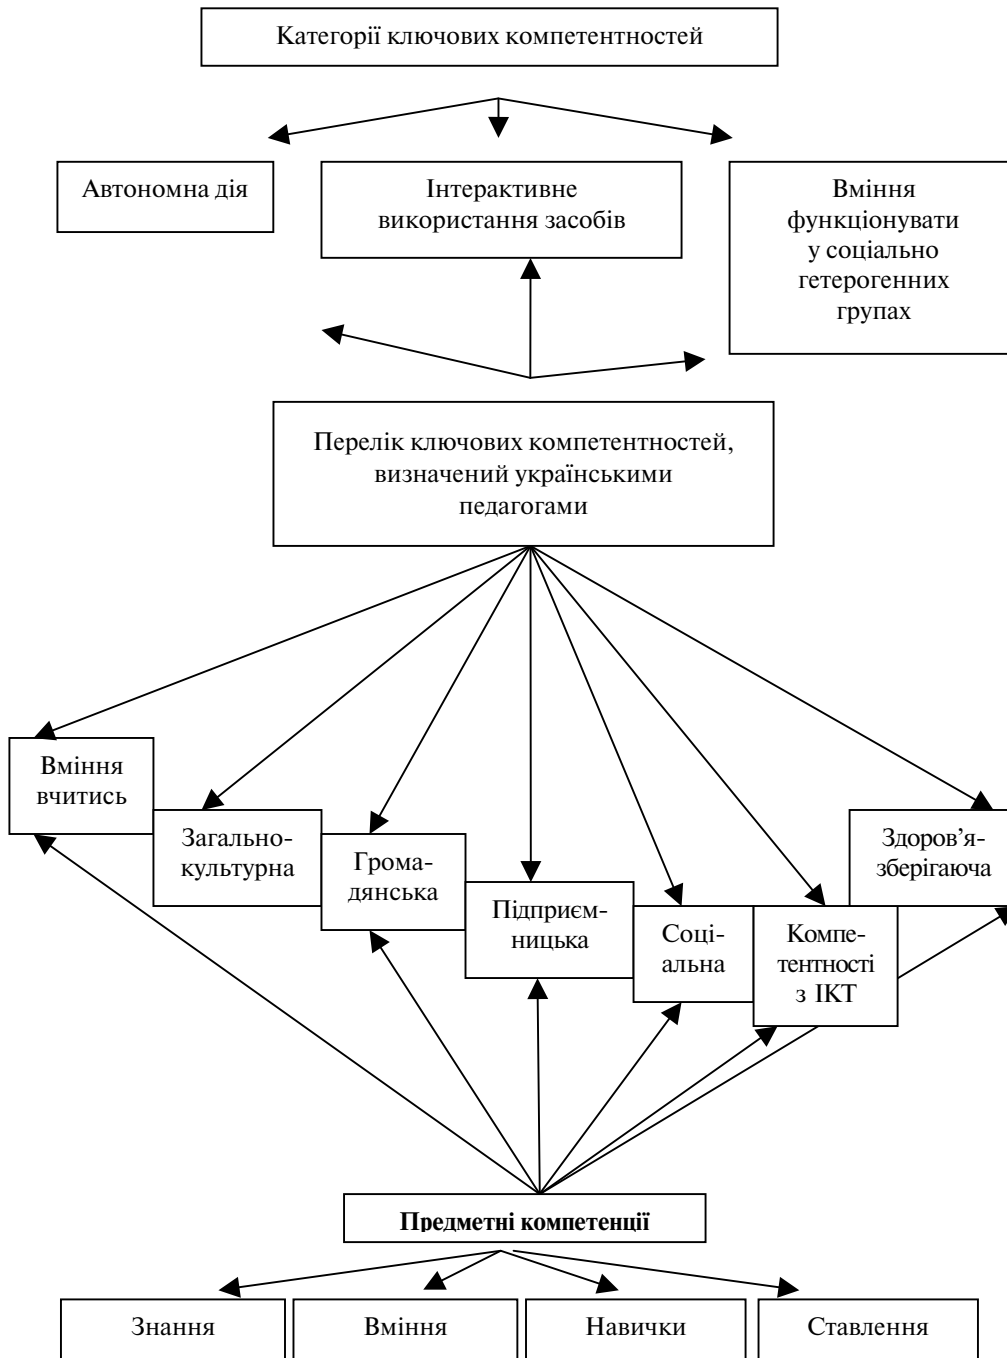 Категорії ключових компетентностей
Автономна дія
Інтерактивне
використання засобів
Вміння
функціонувати
у соціально
гетерогенних
групах
Перелік ключових компетентностей,
визначений українськими
педагогами
Вміння
вчитись
Загально-
культурна
Грома-
дянська
Підприєм-
ницька
Соці-
альна
Компе-
тентності
з ІКТ
Здоров’я-
зберігаюча
Предметні компетенції
Знання
Вміння
Навички
Ставлення